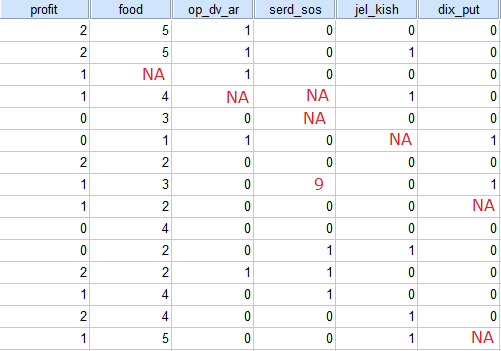 profit food op_dv_ar serd_sos jel_kish dix_put
2 5 1 0 0 0
2 5 1 0 1 0
1 NA 1 0 0 0
1 4 NA NA 1 0
0 3 0 NA 0 0
0 1 1 0 NA 1
2 2 0 0 0 0
1 3 0 9 0 1
1 2 0 0 0 NA
0 4 0 0 0 0
0 2 0 1 1 0
2 2 1 1 0 0
1 4 0 1 0 0
2 4 0 0 1 0
1 5 0 0 1 NA